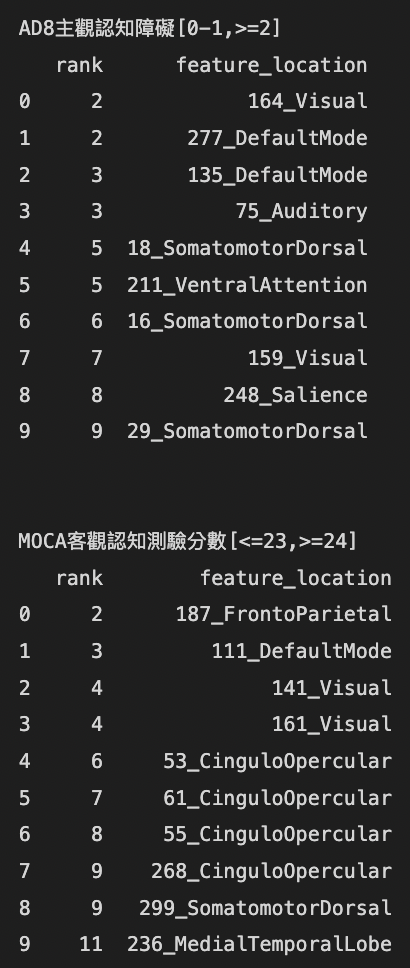 AD8主觀認知障礙[0-1,>=2]
rank feature_location
0 2 164_Visual
1 2 277_DefaultMode
2 3 135_DefaultMode
3 3 75_Auditory
4 5 18_SomatomotorDorsal
5 5 211_VentralAttention
6 6 16_SomatomotorDorsal
7 7 159_Visual
8 8 248_Salience
9 9 29_SomatomotorDorsal
MOCA客觀認知測驗分數[<=23,>=24]
rank feature_location
0 2 187_FrontoParietal
1 3 111_DefaultMode
2 4 141_Visual
3 4 161_Visual
4 6 53_CinguloOpercular
5 7 61_CinguloOpercular
6 8 55_CinguloOpercular
7 9 268_CinguloOpercular
8 9 299_SomatomotorDorsal
9 11 236_MedialTemporalLobe